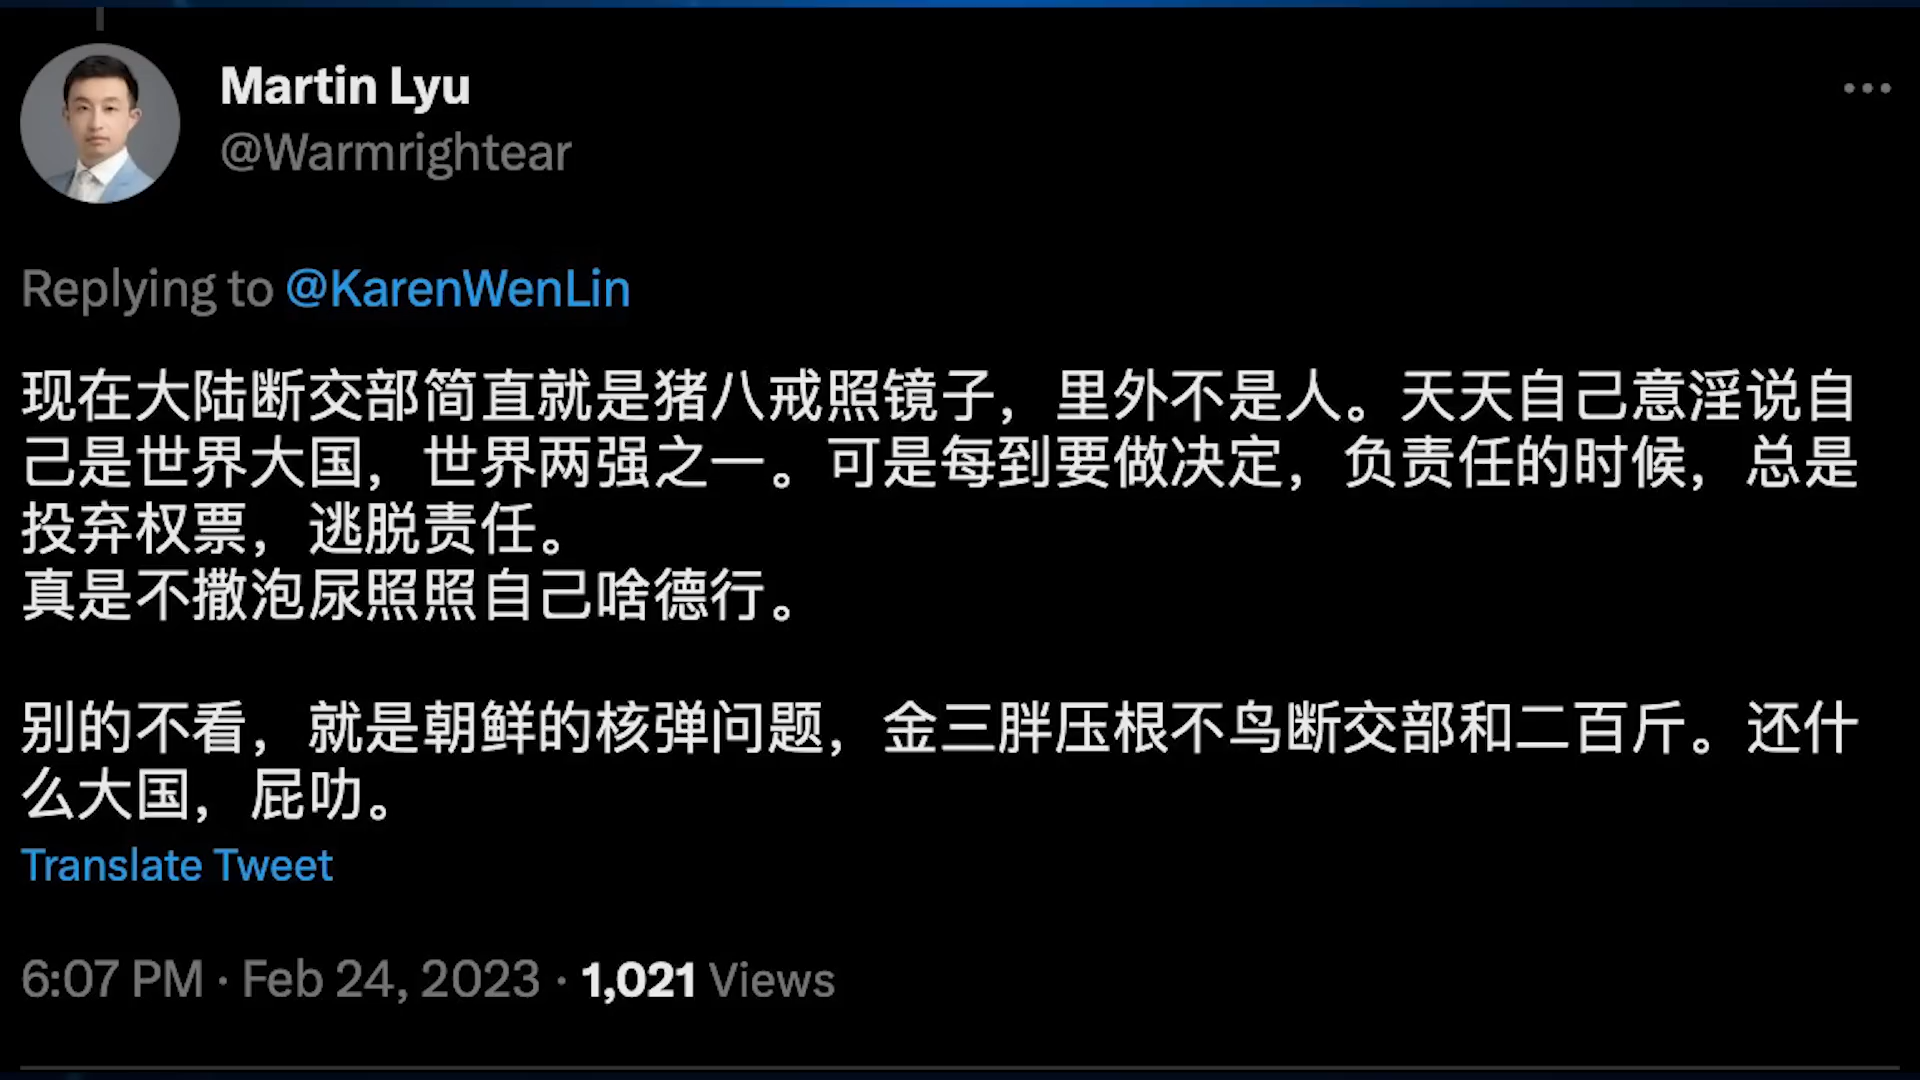 Martin Lyu
@Warmrightear
Replying to @KarenWenLin
现在大陆断交部简直就是猪八戒照镜子，里外不是人。天天自己意淫说自
己是世界大国，世界两强之一。可是每到要做决定，负责任的时候，总是
投弃权票，逃脱责任。
真是不撒泡尿照照自己啥德行。
别的不看，就是朝鲜的核弹问题，金三胖压根不鸟断交部和二百斤。还什
么大国，屁叻。
Translate Tweet
6:07 PM · Feb 24, 2023 · 1,021 Views